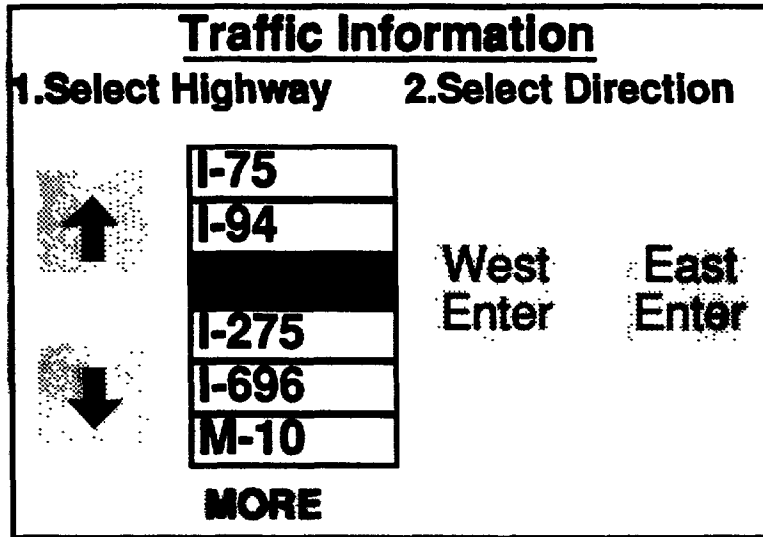 Traffic Information
1.Select Highway 2.Select Direction
I-75
I-94
West East
Enter Enter
I-275
I-696
M-10
MORE